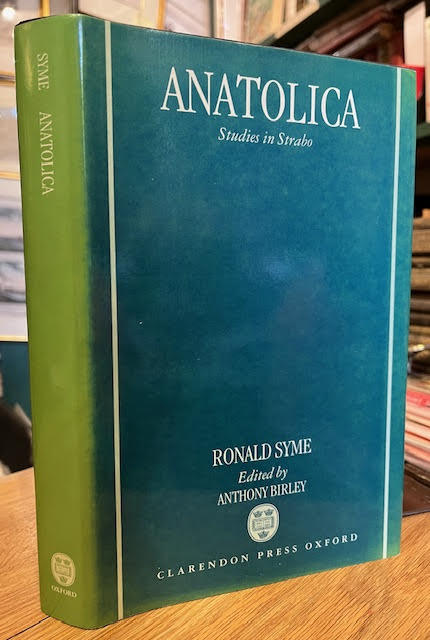 SYME ANATOLICA
OXFORD
ANATOLICA
Studies in Strabo
RONALD SYME
Edited by
ANTHONY BIRLEY
CLARENDON PRESS OXFORD